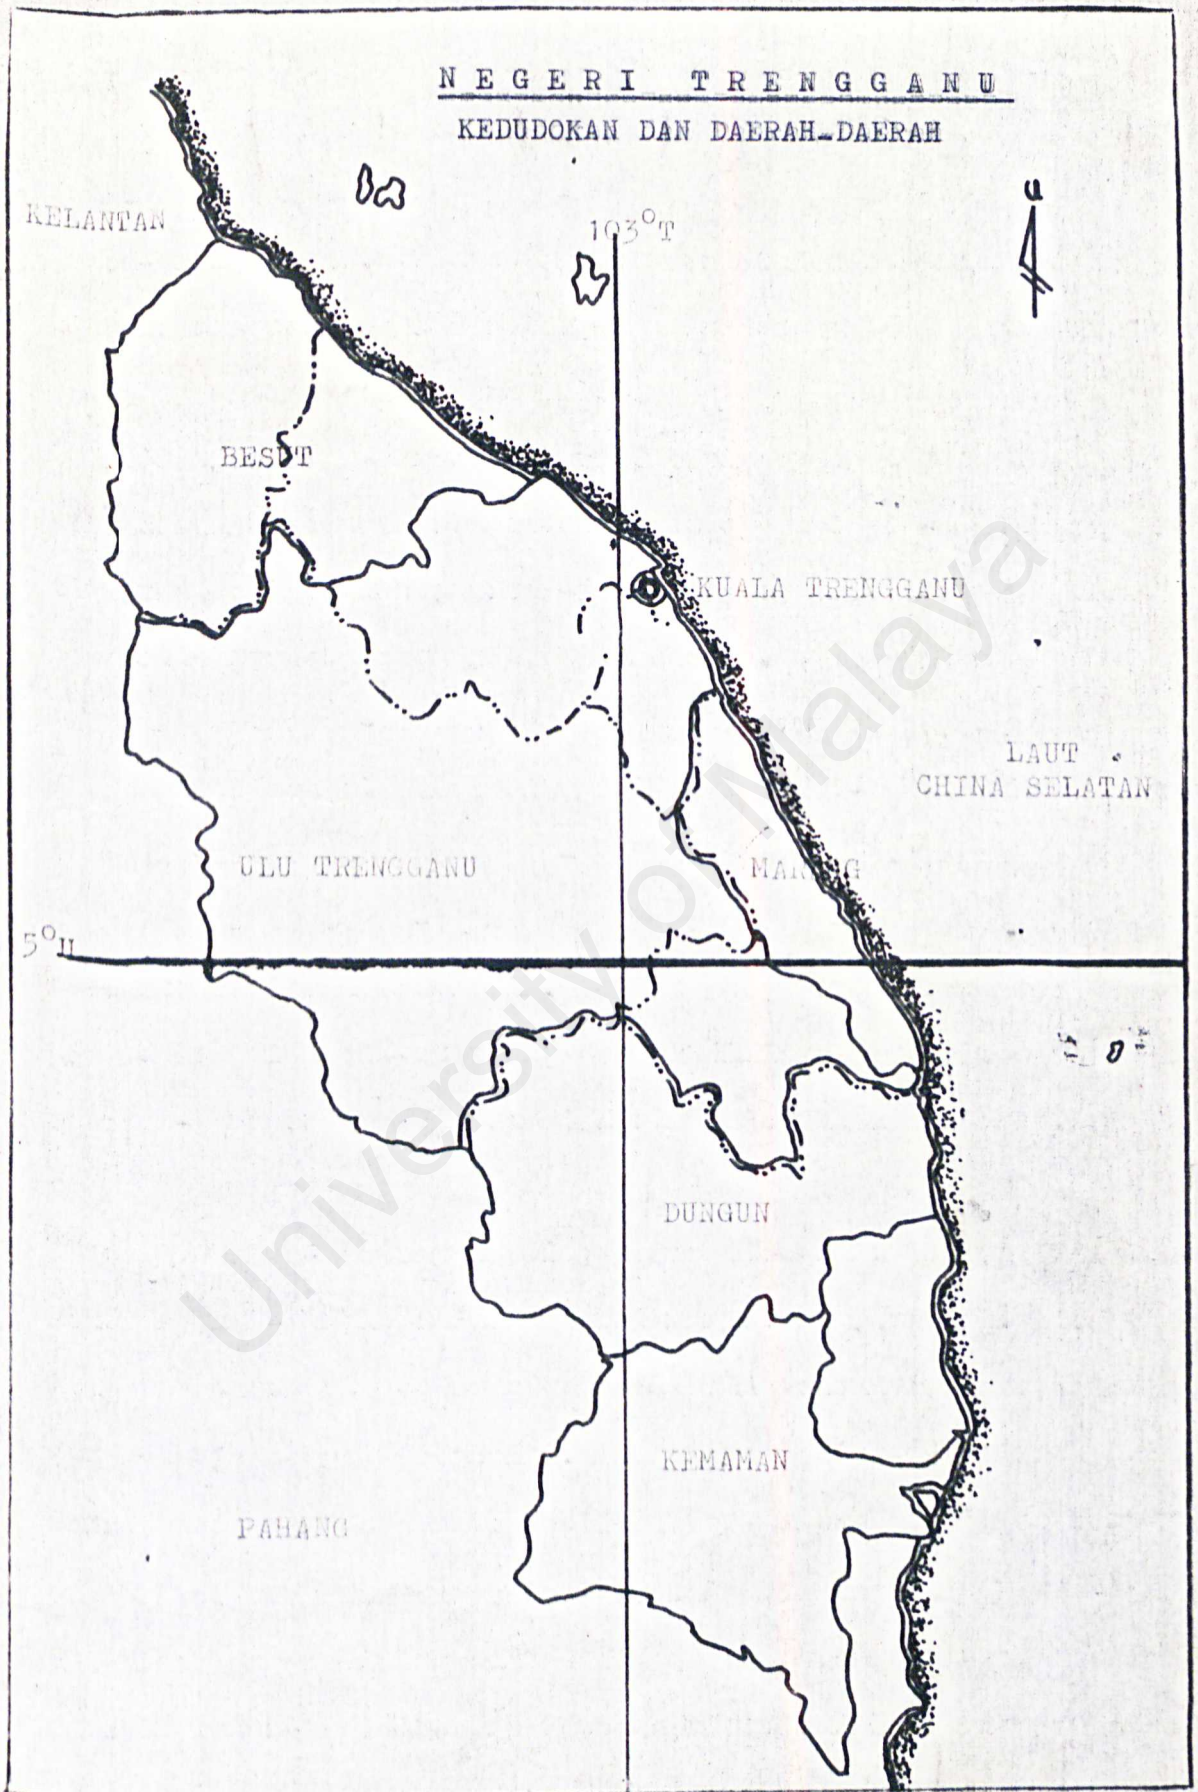 NEGERI TRENGGANU
KEDUDOKAN DAN DAERAH-DAERAH
u
KELANTAN
103°T
BESUT
KUALA TRENGGANU
LAUT
CHINA SELATAN
ULU TRENGGANU
MARANG
5°U
DUNGUN
KEMAMAN
PAHANG
University of Malaya